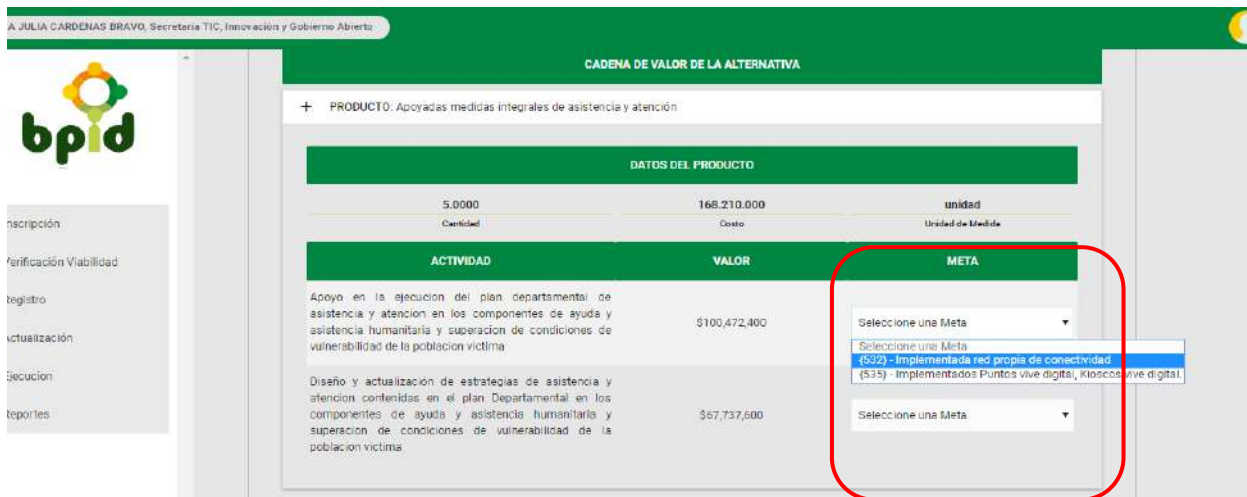 A JULIA CARDENAS BRAVO, Secretaria TIC, Innovación y Gobierno Abierto
bpid
nscripción
Verificación Viabilidad
Registro
Actualización
Ejecucion
Reportes
CADENA DE VALOR DE LA ALTERNATIVA
+ PRODUCTO: Apoyadas medidas integrales de asistencia y atención
DATOS DEL PRODUCTO
5.0000 168.210.000 unidad
Cantidad Costo Unidad de Medida
ACTIVIDAD VALOR META
Apoyo en la ejecucion del plan departamental de
asistencia y atencion en los componentes de ayuda y
asistencia humanitaria y superacion de condiciones de
vulnerabilidad de la poblacion victima
$100,472,400
Seleccione una Meta
Seleccione una Meta
{532} - Implementada red propia de conectividad
{535} - Implementados Puntos vive digital, Kioscos vive digital.
Diseño y actualización de estrategias de asistencia y
atencion contenidas en el plan Departamental en los
componentes de ayuda y asistencia humanitaria y
superacion de condiciones de vulnerabilidad de la
poblacion victima
$67,737,600
Seleccione una Meta